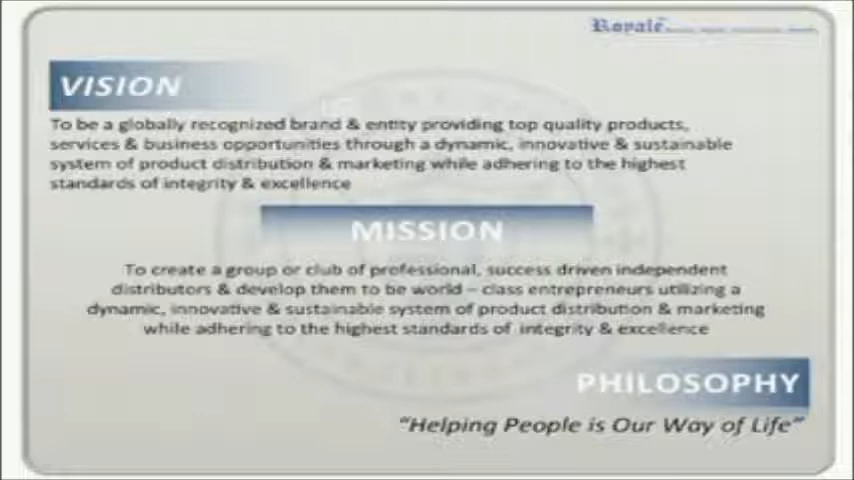 Royale
VISION
To be a globally recognized brand & entity providing top quality products,
services & business opportunities through a dynamic, innovative & sustainable
system of product distribution & marketing while adhering to the highest
standards of integrity & excellence
MISSION
To create a group or club of professional, success driven independent
distributors & develop them to be world – class entrepreneurs utilizing a
dynamic, innovative & sustainable system of product distribution & marketing
while adhering to the highest standards of integrity & excellence
PHILOSOPHY
“Helping People is Our Way of Life”